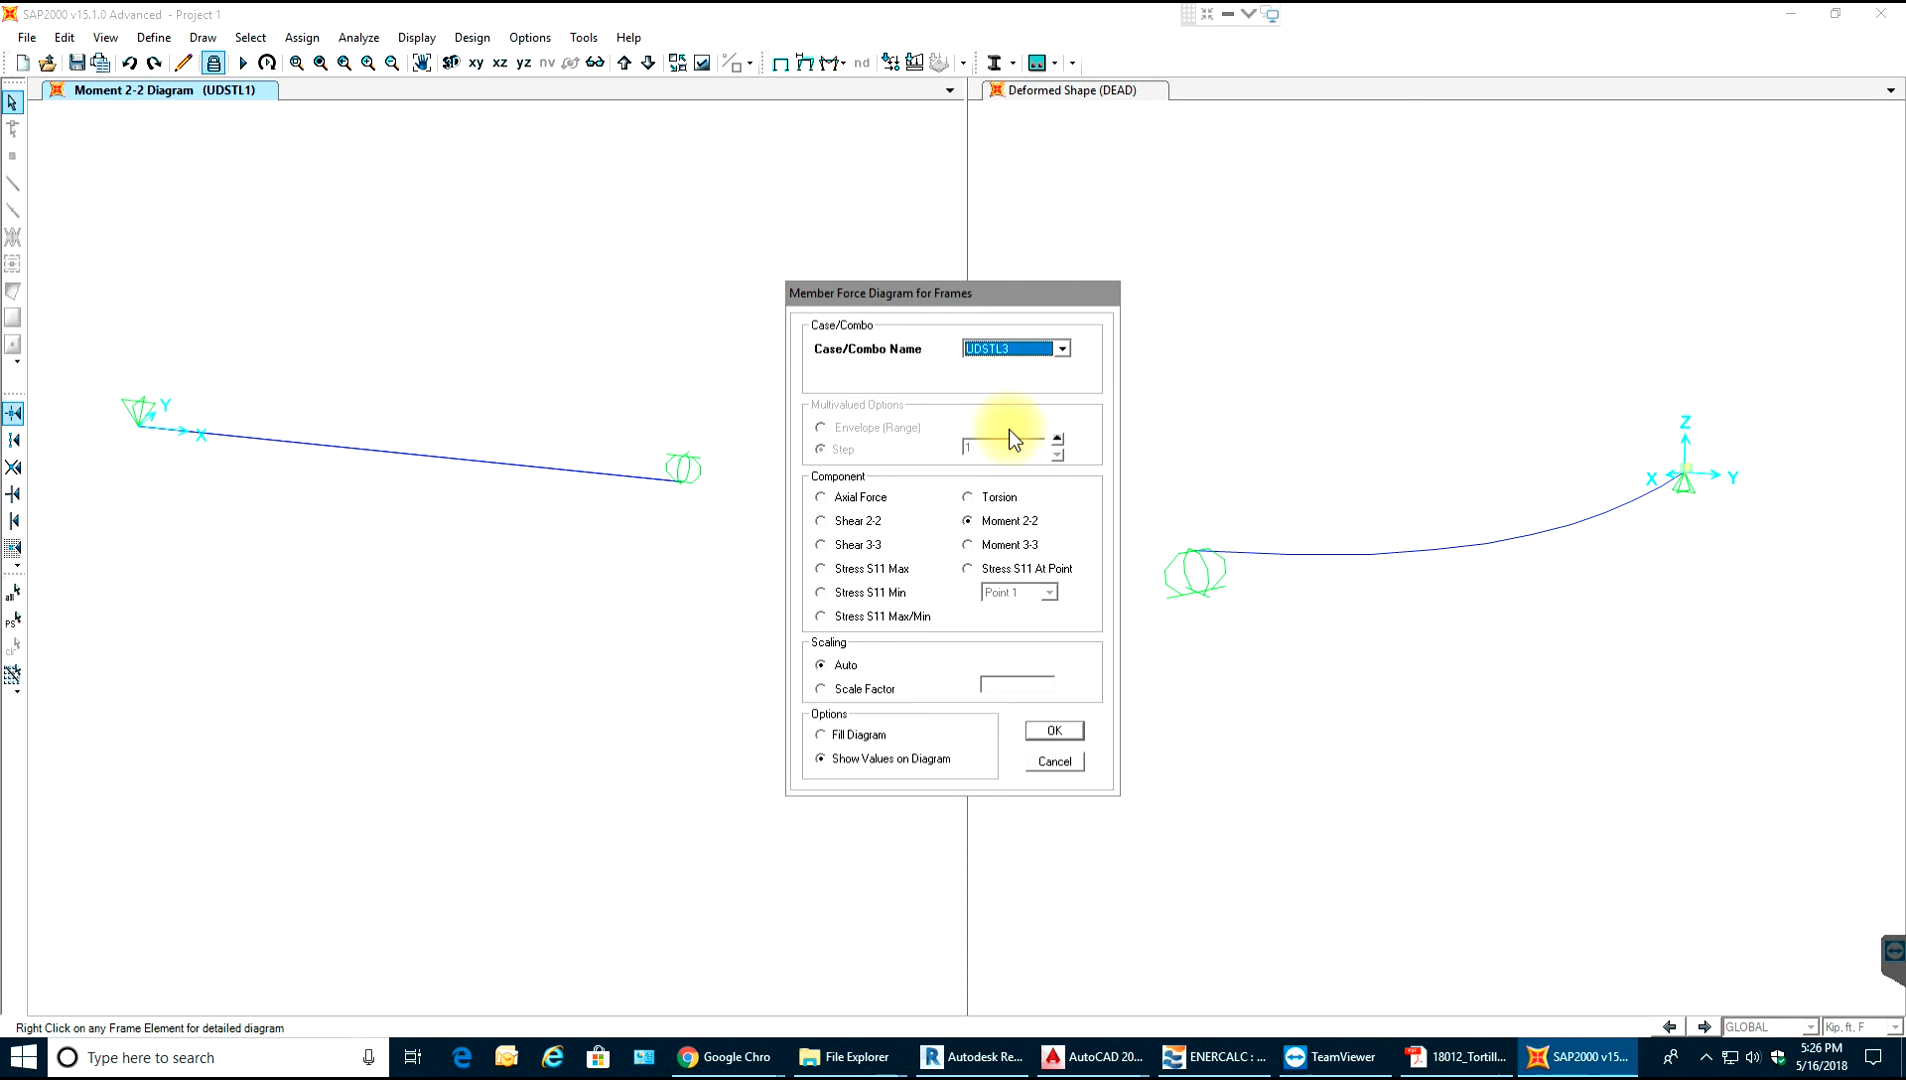 SAP2000 v15.1.0 Advanced - Project 1
File Edit View Define Draw Select Assign Analyze Display Design Options Tools Help
3D xy xz yz nv nd
Moment 2-2 Diagram (UDSTL1)
Deformed Shape (DEAD)
Member Force Diagram for Frames
Case/Combo
Case/Combo Name UDSTL3
Multivalued Options
Envelope (Range)
Step 1
Component
Axial Force Torsion
Shear 2-2 Moment 2-2
Shear 3-3 Moment 3-3
Stress S11 Max Stress S11 At Point
Stress S11 Min Point 1
Stress S11 Max/Min
Scaling
Auto
Scale Factor
Options
Fill Diagram
Show Values on Diagram
OK
Cancel
Y
X
Z
X
Y
all
PS
clr
Right Click on any Frame Element for detailed diagram
GLOBAL Kip, ft, F
Type here to search
Google Chro
File Explorer
Autodesk Re...
AutoCAD 20...
ENERCALC : ...
TeamViewer
18012_Tortill...
SAP2000 v15...
5:26 PM
5/16/2018